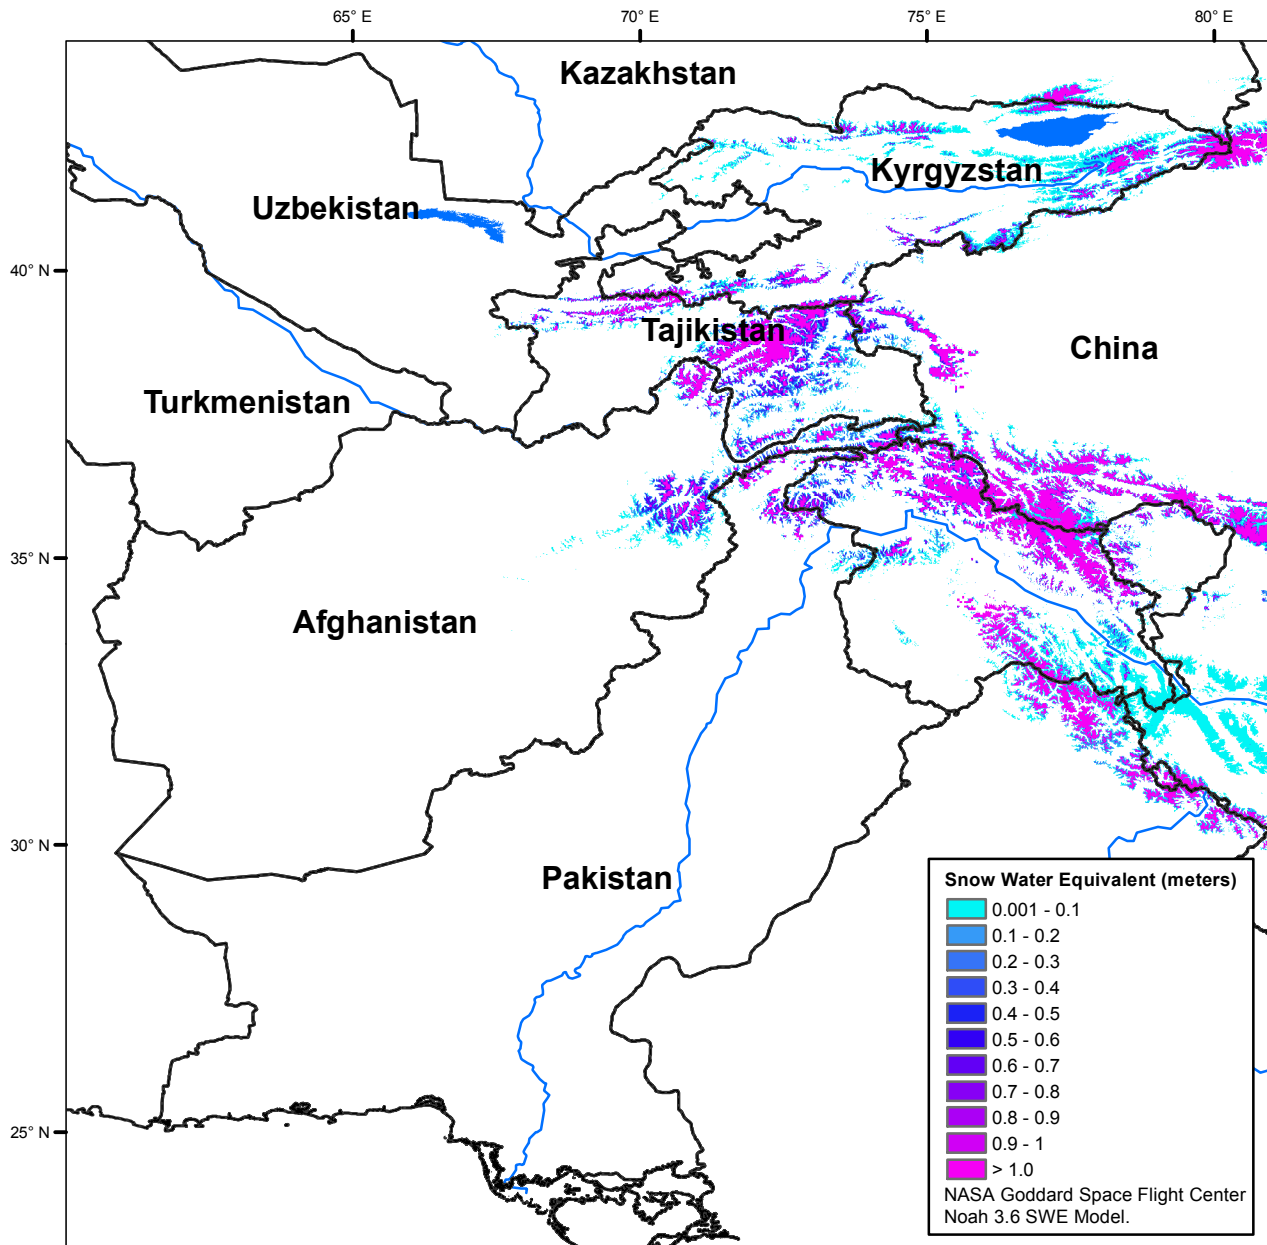 65° E
70° E
75° E
80° E
Kazakhstan
Kyrgyzstan
Uzbekistan
40° N
Tajikistan
China
Turkmenistan
35° N
Afghanistan
30° N
Pakistan
25° N
Snow Water Equivalent (meters)
0.001 - 0.1
0.1 - 0.2
0.2 - 0.3
0.3 - 0.4
0.4 - 0.5
0.5 - 0.6
0.6 - 0.7
0.7 - 0.8
0.8 - 0.9
0.9 - 1
> 1.0
NASA Goddard Space Flight Center
Noah 3.6 SWE Model.